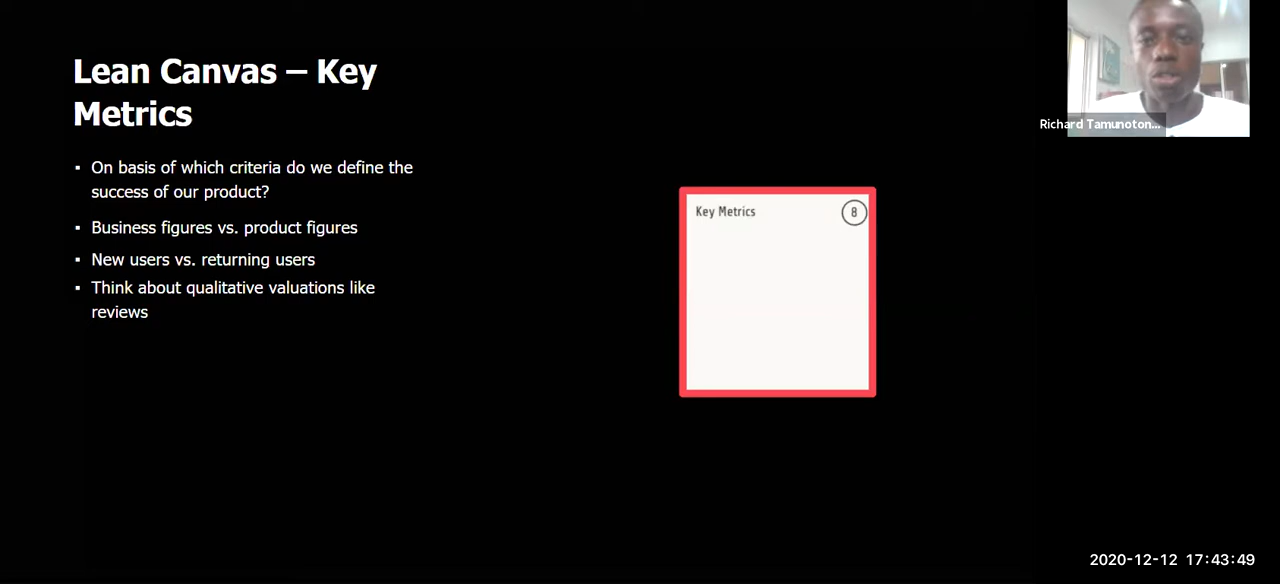 Lean Canvas – Key
Metrics
▪ On basis of which criteria do we define the
success of our product?
▪ Business figures vs. product figures
▪ New users vs. returning users
▪ Think about qualitative valuations like
reviews
Key Metrics 8
Richard Tamunoton...
2020-12-12 17:43:49